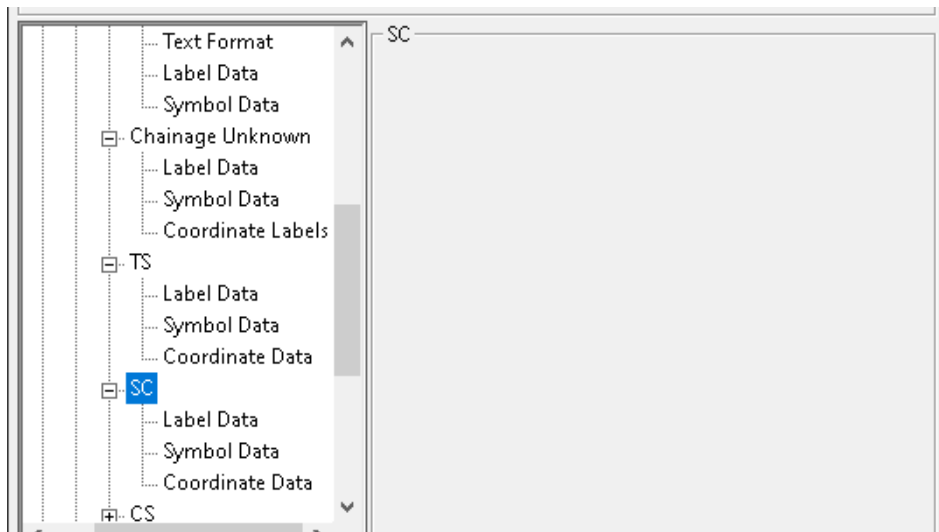 Text Format
Label Data
Symbol Data
Chainage Unknown
Label Data
Symbol Data
Coordinate Labels
TS
Label Data
Symbol Data
Coordinate Data
SC
Label Data
Symbol Data
Coordinate Data
CS
SC